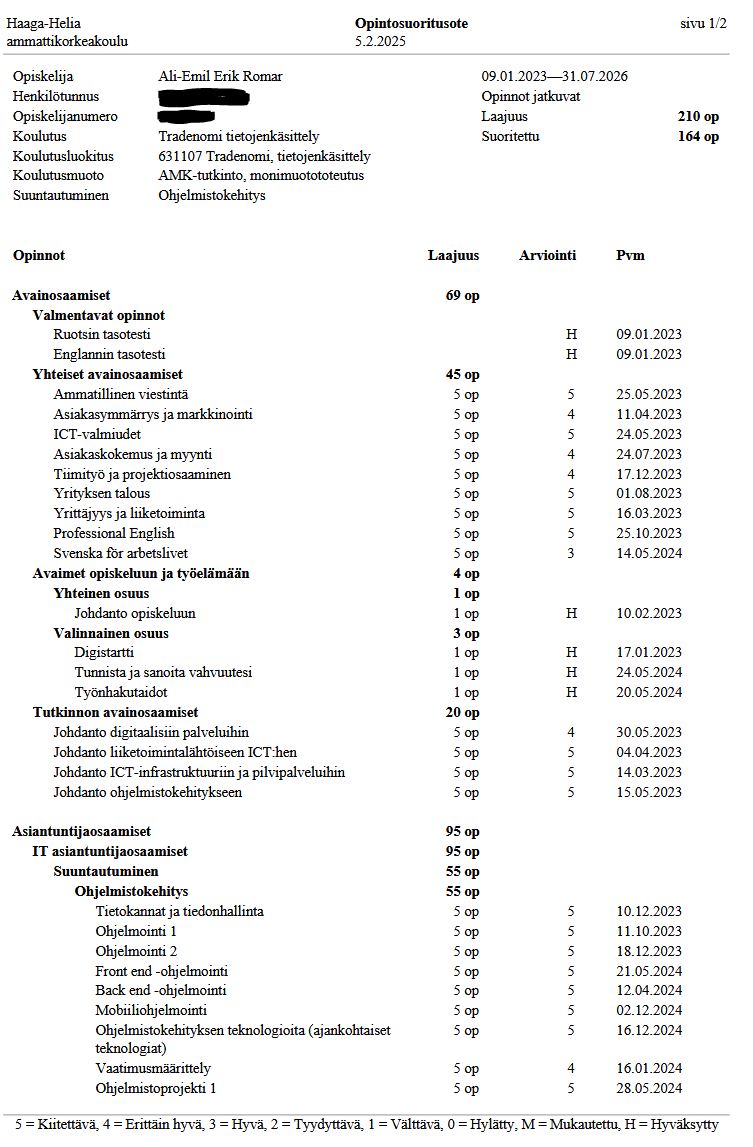 Haaga-Helia Opintosuoritusote sivu 1/2
ammattikorkeakoulu 5.2.2025
Opiskelija Ali-Emil Erik Romar 09.01.2023—31.07.2026
Henkilötunnus Opinnot jatkuvat
Opiskelijanumero Laajuus 210 op
Koulutus Tradenomi tietojenkäsittely Suoritettu 164 op
Koulutusluokitus 631107 Tradenomi, tietojenkäsittely
Koulutusmuoto AMK-tutkinto, monimuotototeutus
Suuntautuminen Ohjelmistokehitys
Opinnot Laajuus Arviointi Pvm
Avainosaamiset 69 op
Valmentavat opinnot
Ruotsin tasotesti H 09.01.2023
Englannin tasotesti H 09.01.2023
Yhteiset avainosaamiset 45 op
Ammatillinen viestintä 5 op 5 25.05.2023
Asiakasymmärrys ja markkinointi 5 op 4 11.04.2023
ICT-valmiudet 5 op 5 24.05.2023
Asiakaskokemus ja myynti 5 op 4 24.07.2023
Tiimityö ja projektiosaaminen 5 op 4 17.12.2023
Yrityksen talous 5 op 5 01.08.2023
Yrittäjyys ja liiketoiminta 5 op 5 16.03.2023
Professional English 5 op 5 25.10.2023
Svenska för arbetslivet 5 op 3 14.05.2024
Avaimet opiskeluun ja työelämään 4 op
Yhteinen osuus 1 op
Johdanto opiskeluun 1 op H 10.02.2023
Valinnainen osuus 3 op
Digistartti 1 op H 17.01.2023
Tunnista ja sanoita vahvuutesi 1 op H 24.05.2024
Työnhakutaidot 1 op H 20.05.2024
Tutkinnon avainosaamiset 20 op
Johdanto digitaalisiin palveluihin 5 op 4 30.05.2023
Johdanto liiketoimintalähtöiseen ICT:hen 5 op 5 04.04.2023
Johdanto ICT-infrastruktuuriin ja pilvipalveluihin 5 op 5 14.03.2023
Johdanto ohjelmistokehitykseen 5 op 5 15.05.2023
Asiantuntijaosaamiset 95 op
IT asiantuntijaosaamiset 95 op
Suuntautuminen 55 op
Ohjelmistokehitys 55 op
Tietokannat ja tiedonhallinta 5 op 5 10.12.2023
Ohjelmointi 1 5 op 5 11.10.2023
Ohjelmointi 2 5 op 5 18.12.2023
Front end -ohjelmointi 5 op 5 21.05.2024
Back end -ohjelmointi 5 op 5 12.04.2024
Mobiiliohjelmointi 5 op 5 02.12.2024
Ohjelmistokehityksen teknologioita (ajankohtaiset 5 op 5 16.12.2024
teknologiat)
Vaatimusmäärittely 5 op 4 16.01.2024
Ohjelmistoprojekti 1 5 op 5 28.05.2024
5 = Kiitettävä, 4 = Erittäin hyvä, 3 = Hyvä, 2 = Tyydyttävä, 1 = Välttävä, 0 = Hylätty, M = Mukautettu, H = Hyväksytty